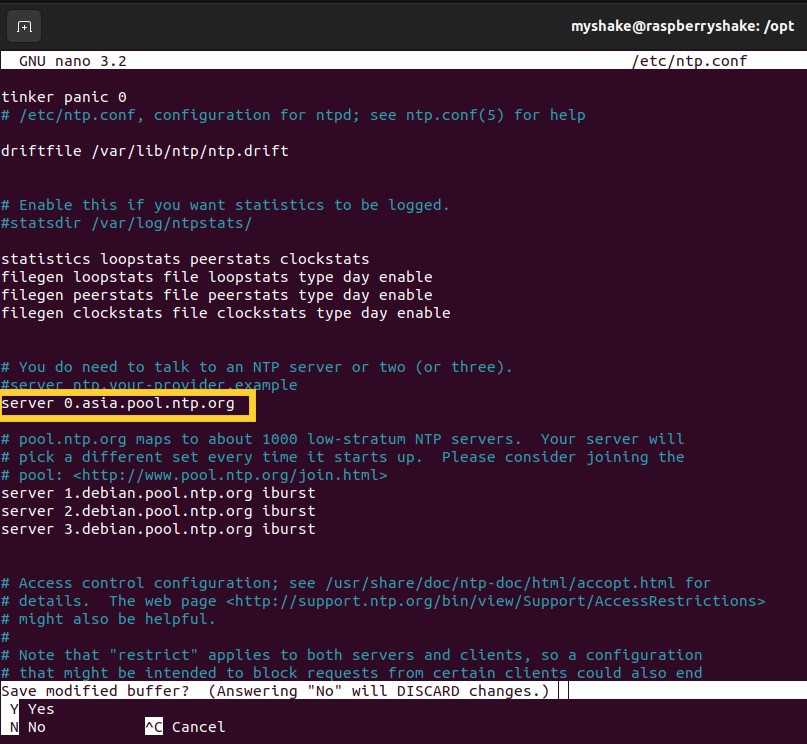 myshake@raspberryshake: /opt
GNU nano 3.2 /etc/ntp.conf
tinker panic 0
# /etc/ntp.conf, configuration for ntpd; see ntp.conf(5) for help
driftfile /var/lib/ntp/ntp.drift
# Enable this if you want statistics to be logged.
#statsdir /var/log/ntpstats/
statistics loopstats peerstats clockstats
filegen loopstats file loopstats type day enable
filegen peerstats file peerstats type day enable
filegen clockstats file clockstats type day enable
# You do need to talk to an NTP server or two (or three).
#server ntp.your-provider.example
server 0.asia.pool.ntp.org
# pool.ntp.org maps to about 1000 low-stratum NTP servers.  Your server will
# pick a different set every time it starts up.  Please consider joining the
# pool: <http://www.pool.ntp.org/join.html>
server 1.debian.pool.ntp.org iburst
server 2.debian.pool.ntp.org iburst
server 3.debian.pool.ntp.org iburst
# Access control configuration; see /usr/share/doc/ntp-doc/html/accopt.html for
# details.  The web page <http://support.ntp.org/bin/view/Support/AccessRestrictions>
# might also be helpful.
#
# Note that "restrict" applies to both servers and clients, so a configuration
# that might be intended to block requests from certain clients could also end
Save modified buffer?  (Answering "No" will DISCARD changes.)
Y Yes
N No ^C Cancel